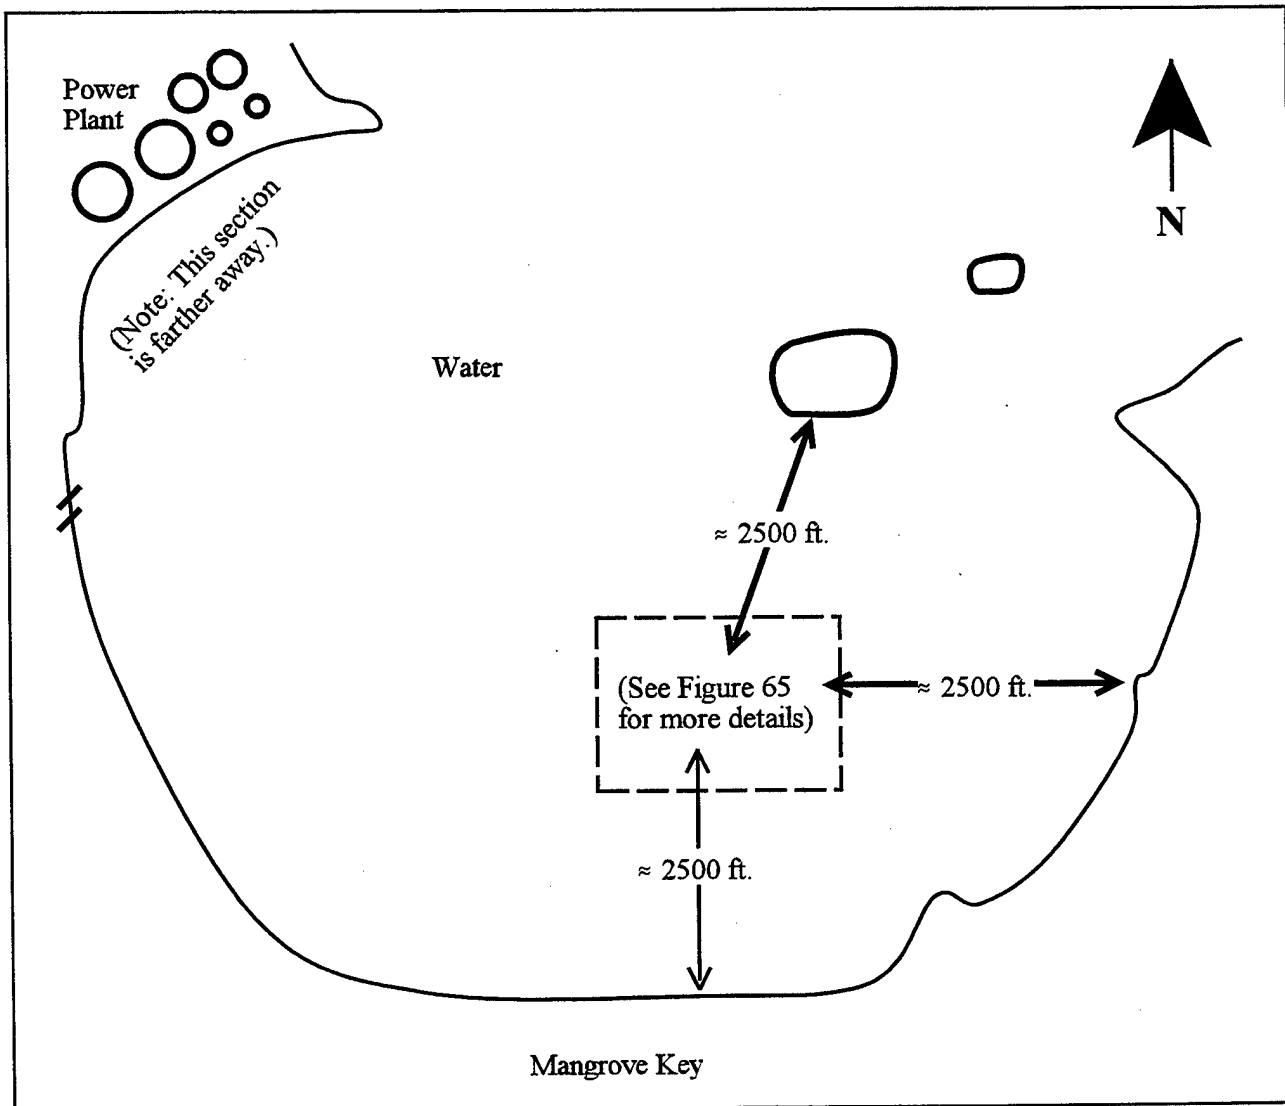 Power
Plant
(Note: This section
is farther away.)
N
Water
≈ 2500 ft.
(See Figure 65
for more details)
≈ 2500 ft.
≈ 2500 ft.
Mangrove Key